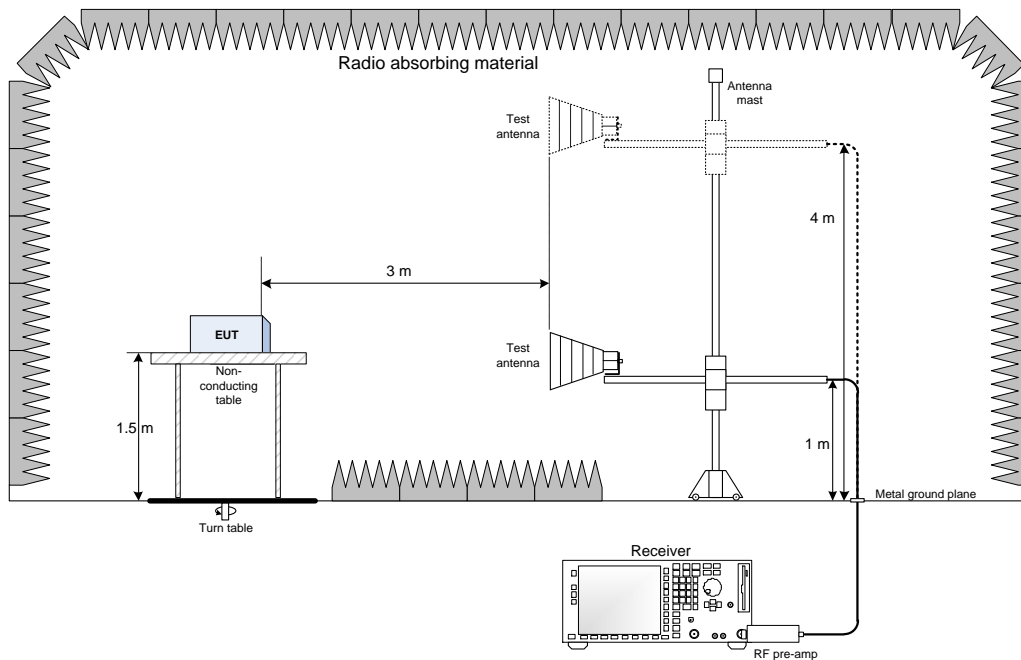 Radio absorbing material
Antenna
mast
Test
antenna
4 m
3 m
EUT
Test
antenna
Non-
conducting
table
1.5 m
1 m
Metal ground plane
Turn table
Receiver
RF pre-amp